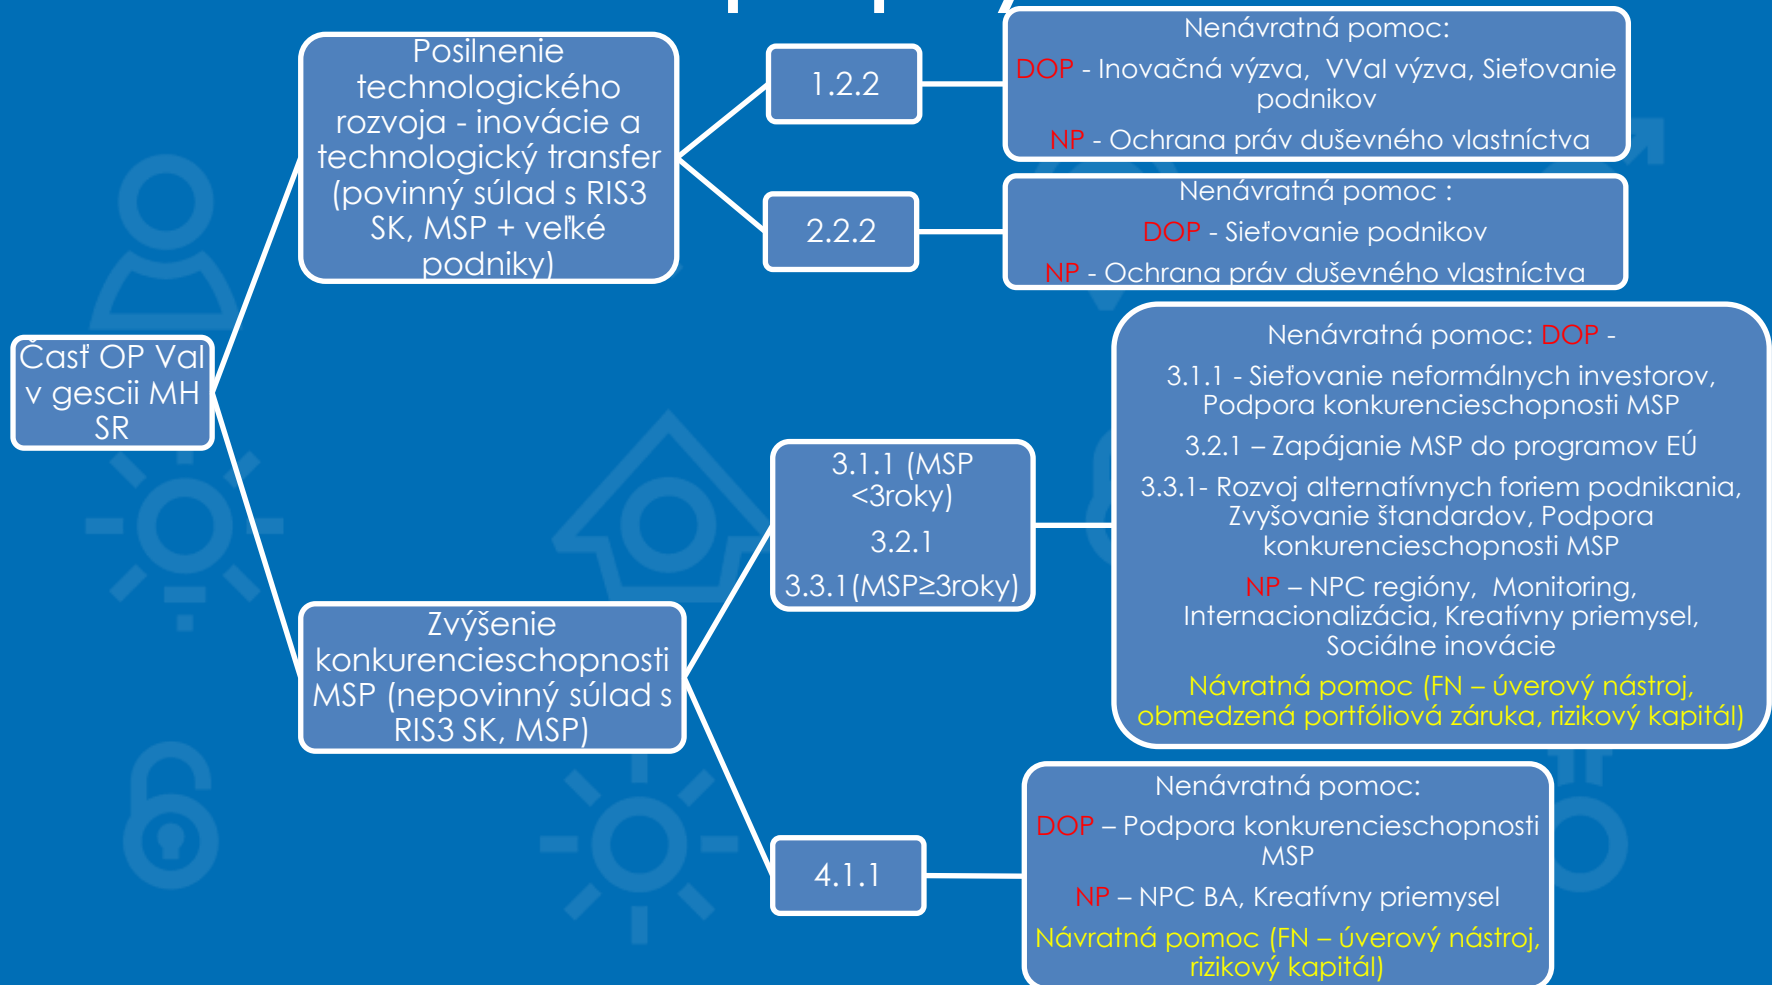 Časť OP VaI
v gescii MH
SR
Posilnenie
technologického
rozvoja - inovácie a
technologický transfer
(povinný súlad s RIS3
SK, MSP + veľké
podniky)
1.2.2
Nenávratná pomoc:
DOP - Inovačná výzva, VVaI výzva, Sieťovanie
podnikov
NP - Ochrana práv duševného vlastníctva
2.2.2
Nenávratná pomoc :
DOP - Sieťovanie podnikov
NP - Ochrana práv duševného vlastníctva
Zvýšenie
konkurencieschopnosti
MSP (nepovinný súlad s
RIS3 SK, MSP)
3.1.1 (MSP
<3roky)
3.2.1
3.3.1(MSP≥3roky)
Nenávratná pomoc: DOP -
3.1.1 - Sieťovanie neformálnych investorov,
Podpora konkurencieschopnosti MSP
3.2.1 – Zapájanie MSP do programov EÚ
3.3.1- Rozvoj alternatívnych foriem podnikania,
Zvyšovanie štandardov, Podpora
konkurencieschopnosti MSP
NP – NPC regióny, Monitoring,
Internacionalizácia, Kreatívny priemysel,
Sociálne inovácie
Návratná pomoc (FN – úverový nástroj,
obmedzená portfóliová záruka, rizikový kapitál)
4.1.1
Nenávratná pomoc:
DOP – Podpora konkurencieschopnosti
MSP
NP – NPC BA, Kreatívny priemysel
Návratná pomoc (FN – úverový nástroj,
rizikový kapitál)